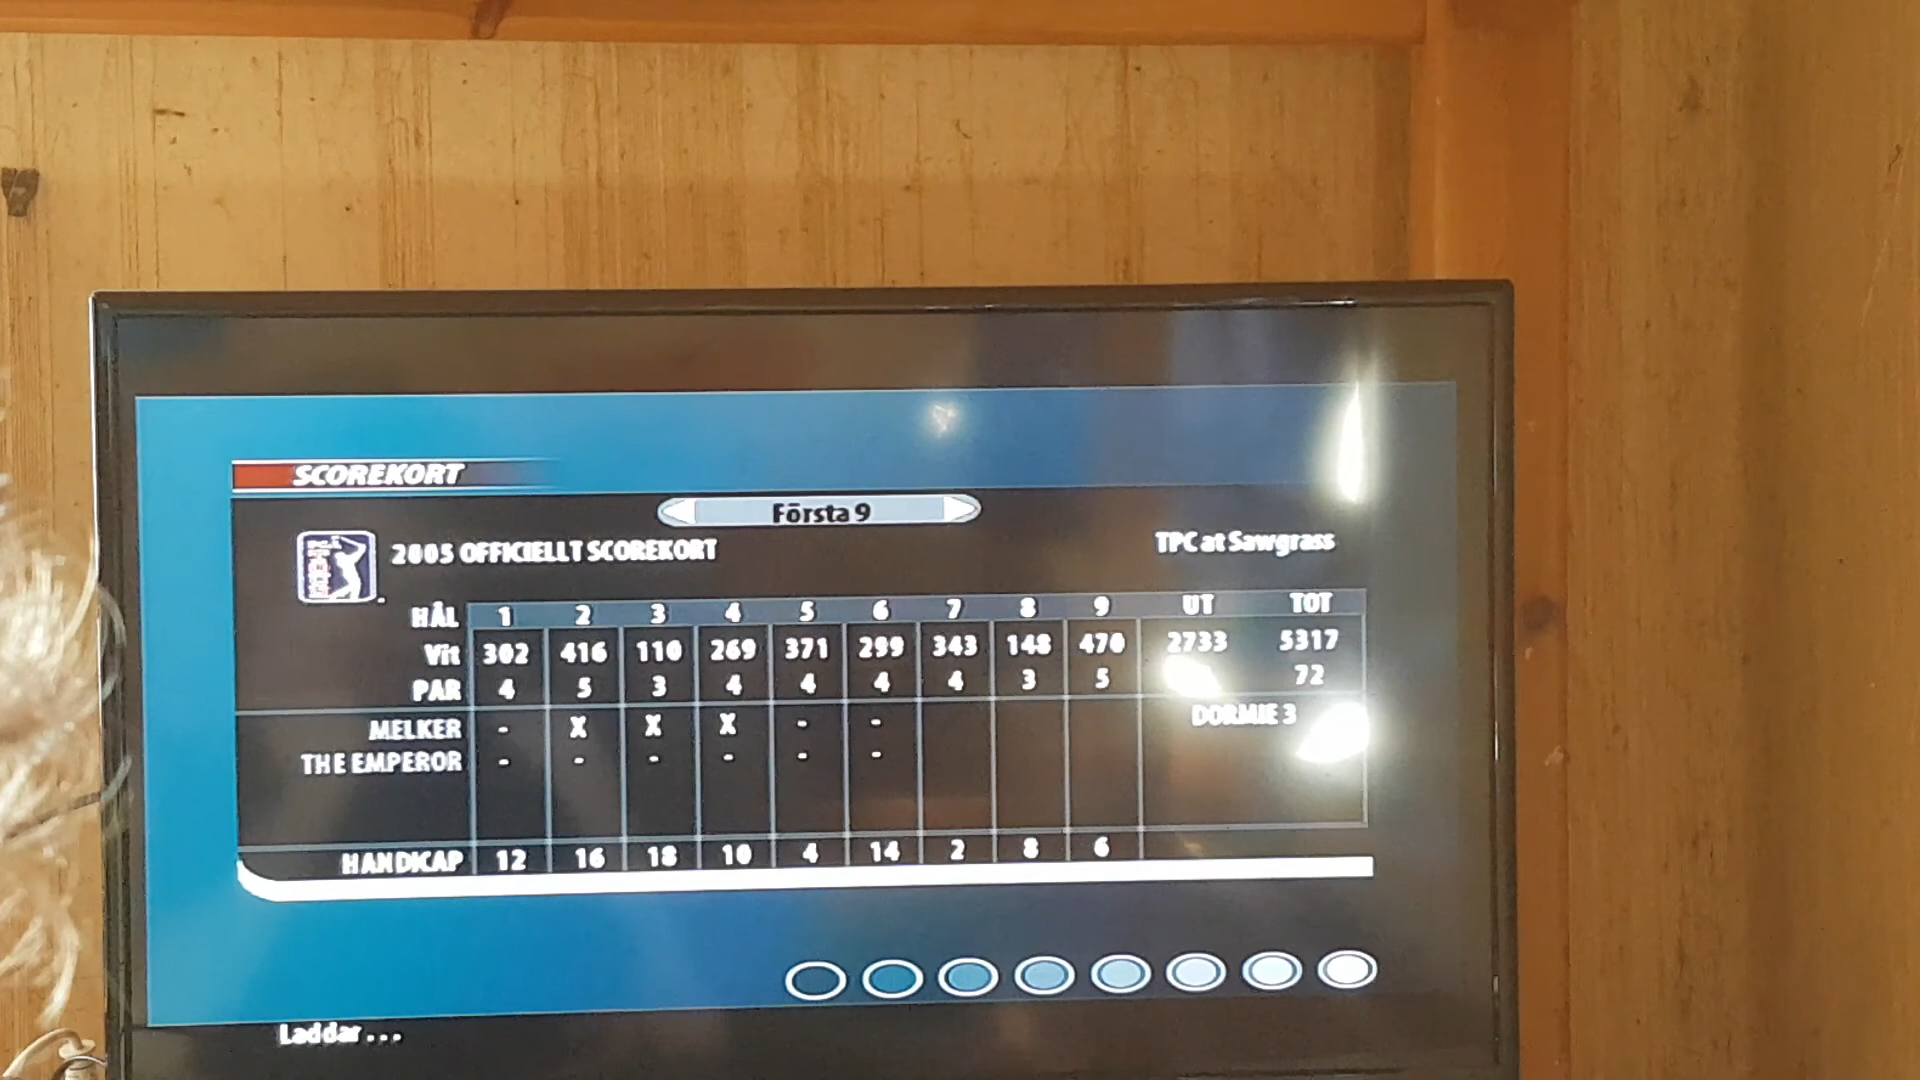 SCOREKORT
Första 9
2005 OFFICIELLT SCOREKORT TPC at Sawgrass
HÅL 1 2 3 4 5 6 7 8 9 UT TOT
Vit 302 416 110 269 371 299 343 148 470 2733 5317
PAR 4 5 3 4 4 4 4 3 5 72
MELKER - X X X - - DORMIE 3
THE EMPEROR - - - - - -
HANDICAP 12 16 18 10 4 14 2 8 6
Laddar...